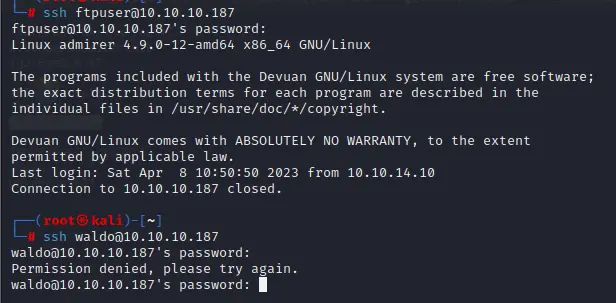 └─# ssh ftpuser@10.10.10.187
ftpuser@10.10.10.187's password:
Linux admirer 4.9.0-12-amd64 x86_64 GNU/Linux
The programs included with the Devuan GNU/Linux system are free software;
the exact distribution terms for each program are described in the
individual files in /usr/share/doc/*/copyright.
Devuan GNU/Linux comes with ABSOLUTELY NO WARRANTY, to the extent
permitted by applicable law.
Last login: Sat Apr  8 10:50:50 2023 from 10.10.14.10
Connection to 10.10.10.187 closed.
┌──(root㉿kali)-[~]
└─# ssh waldo@10.10.10.187
waldo@10.10.10.187's password:
Permission denied, please try again.
waldo@10.10.10.187's password: